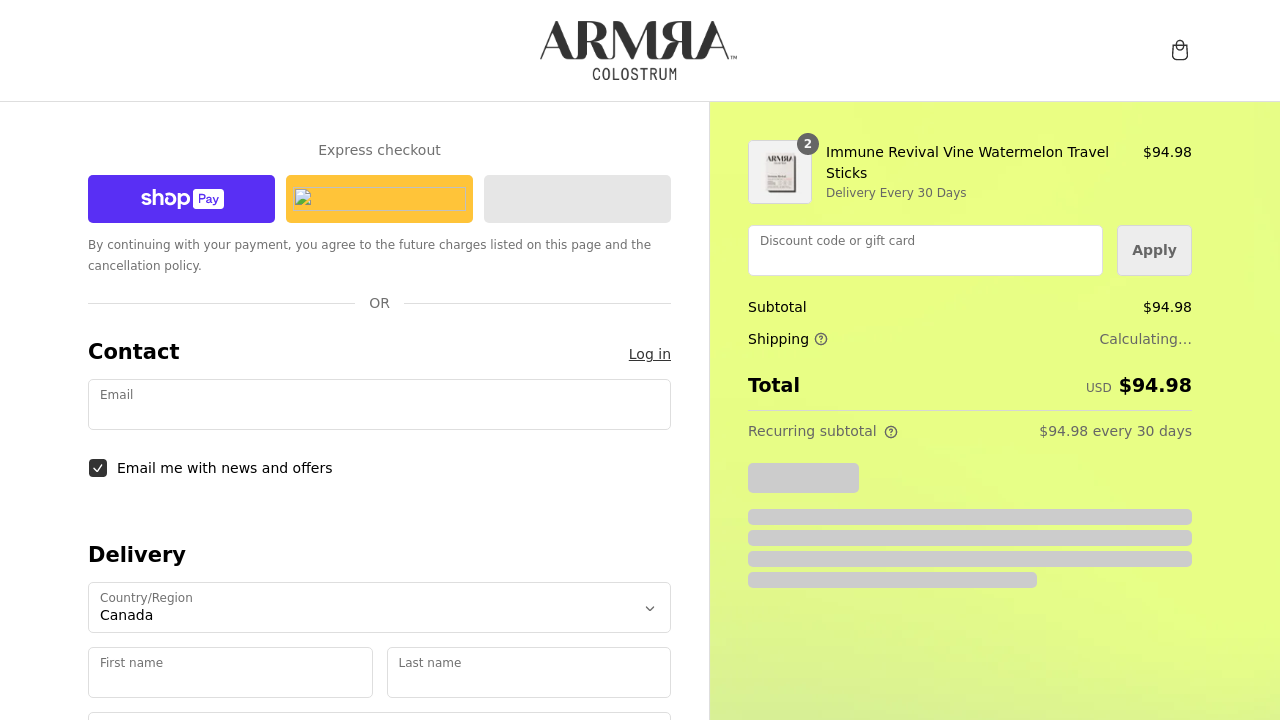 ARMRA™
COLOSTRUM
Express checkout
shop Pay
By continuing with your payment, you agree to the future charges listed on this page and the
cancellation policy.
OR
Contact
Log in
Email
Email me with news and offers
Delivery
Country/Region
Canada
First name
Last name
2
Immune Revival Vine Watermelon Travel
Sticks
$94.98
Delivery Every 30 Days
Discount code or gift card
Apply
Subtotal
$94.98
Shipping
Calculating…
Total
USD $94.98
Recurring subtotal
$94.98 every 30 days